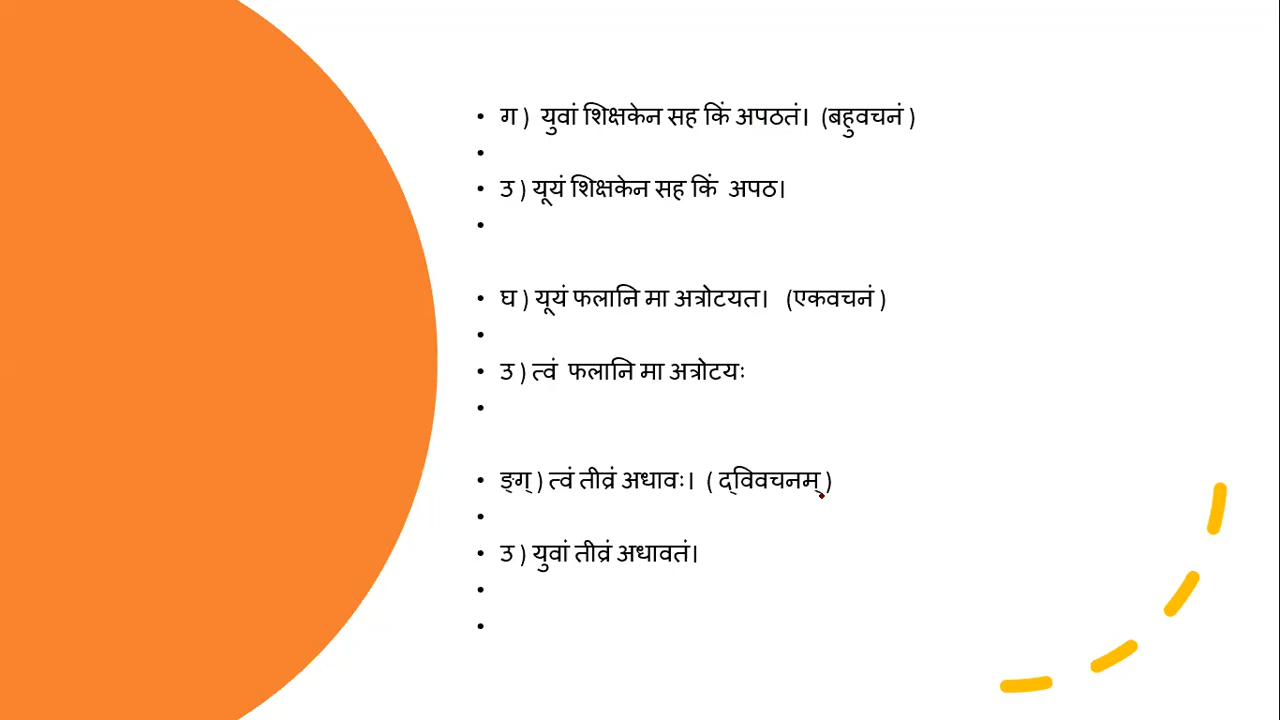 • ग ) युवां शिक्षकेन सह किं अपठतं। (बहुवचनं )
•
• उ ) यूयं शिक्षकेन सह किं अपठ।
•
• घ ) यूयं फलानि मा अत्रोटयत। (एकवचनं )
•
• उ ) त्वं फलानि मा अत्रोटयः
•
• ङ्ग् ) त्वं तीव्रं अधावः। ( द्विवचनम् )
•
• उ ) युवां तीव्रं अधावतं।
•
•